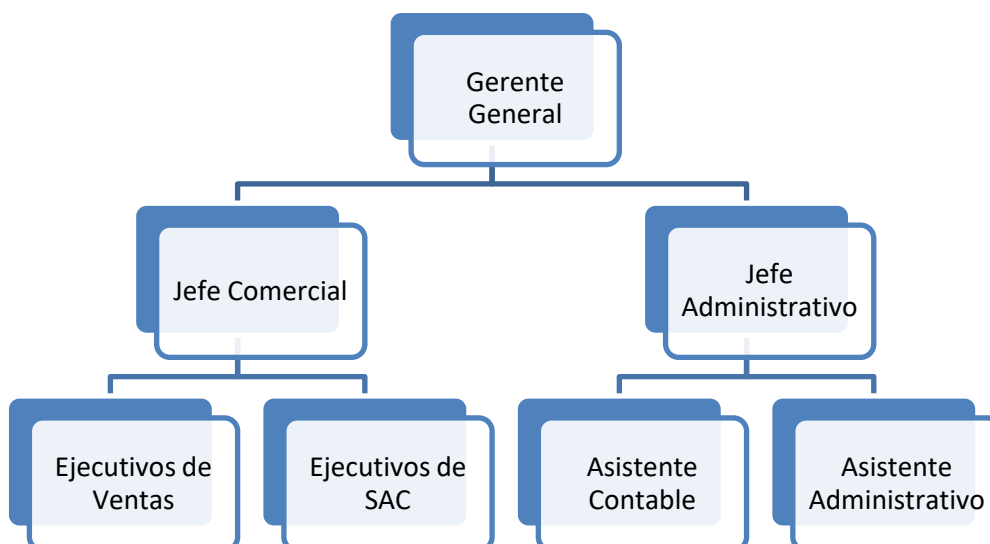 Gerente
General
Jefe Comercial
Jefe
Administrativo
Ejecutivos de
Ventas
Ejecutivos de
SAC
Asistente
Contable
Asistente
Administrativo